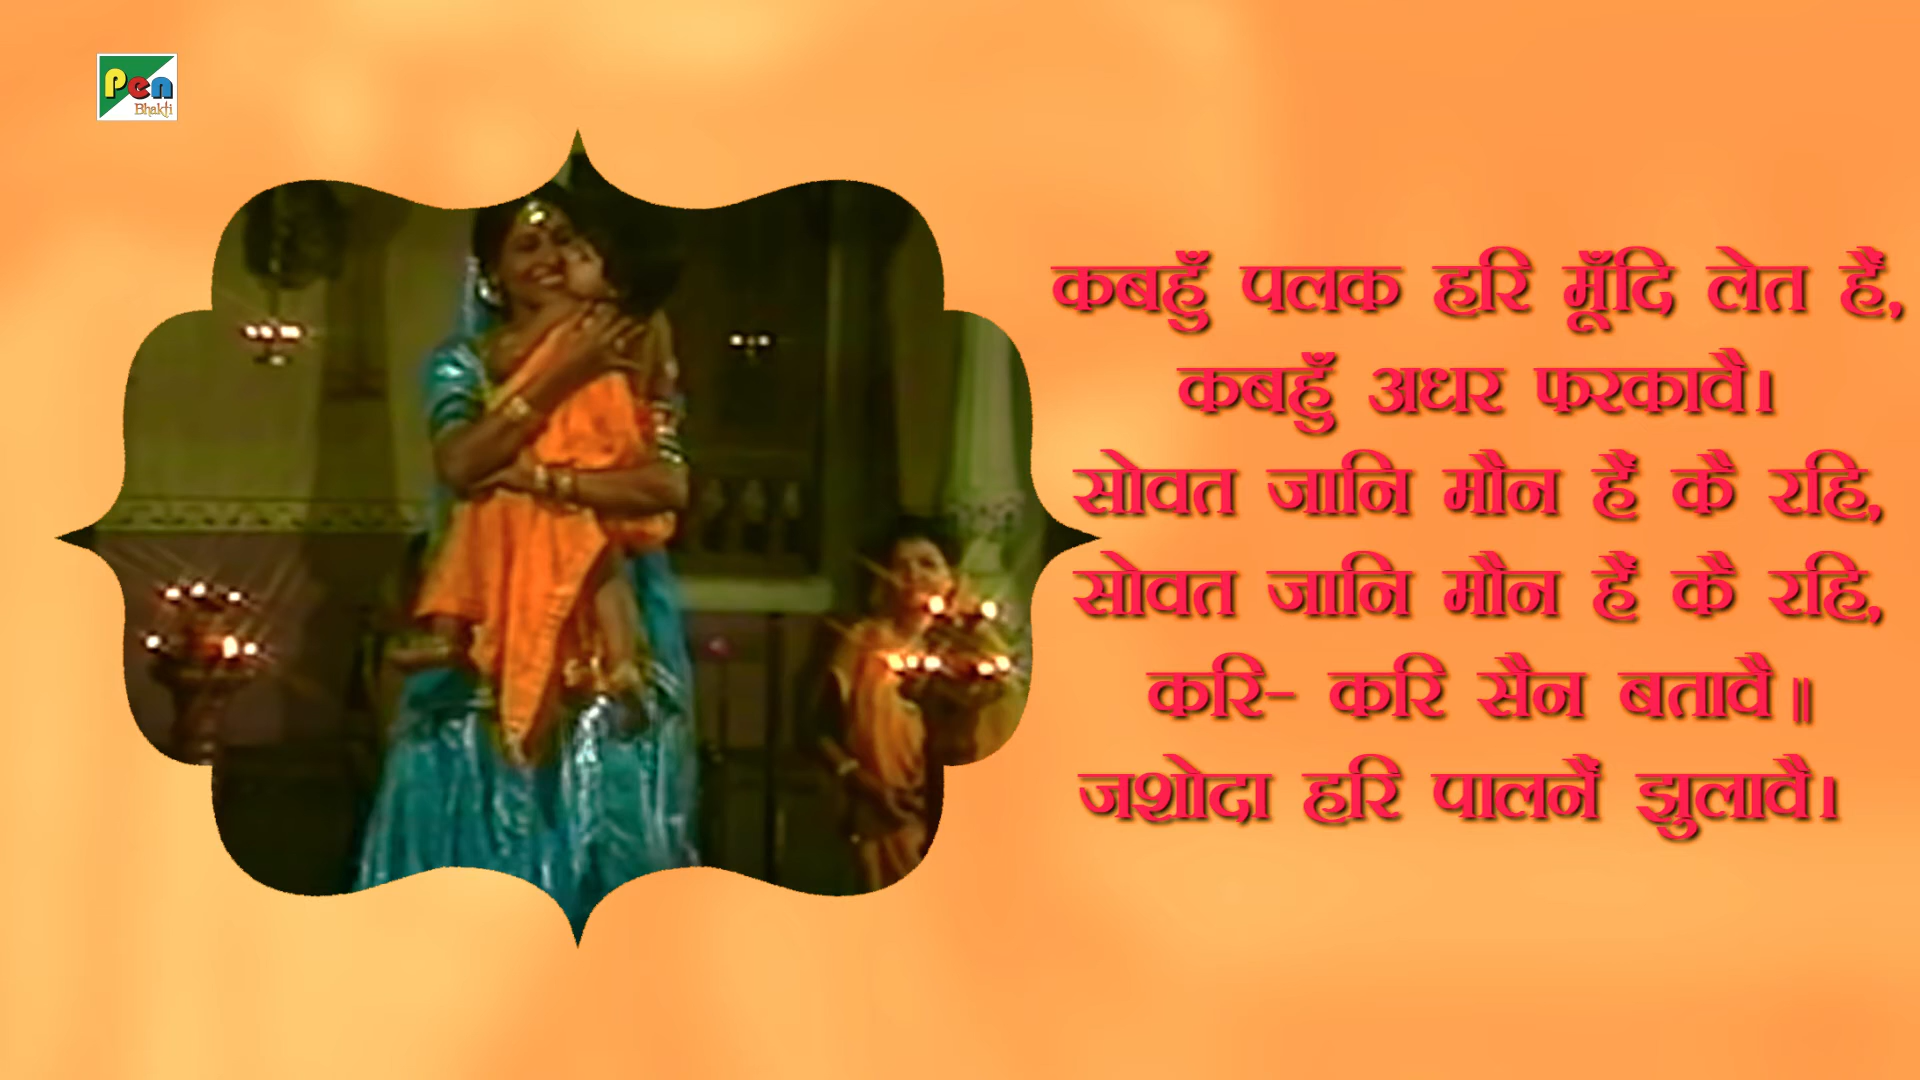 Pen
Bhakti
कबहुँ पलक हरि मूँदि लेत हैं,
कबहुँ अधर फरकावै।
सोवत जानि मौन हैं कै रहि,
सोवत जानि मौन हैं कै रहि,
करि- करि सैन बतावै॥
जशोदा हरि पालनैं झुलावै।